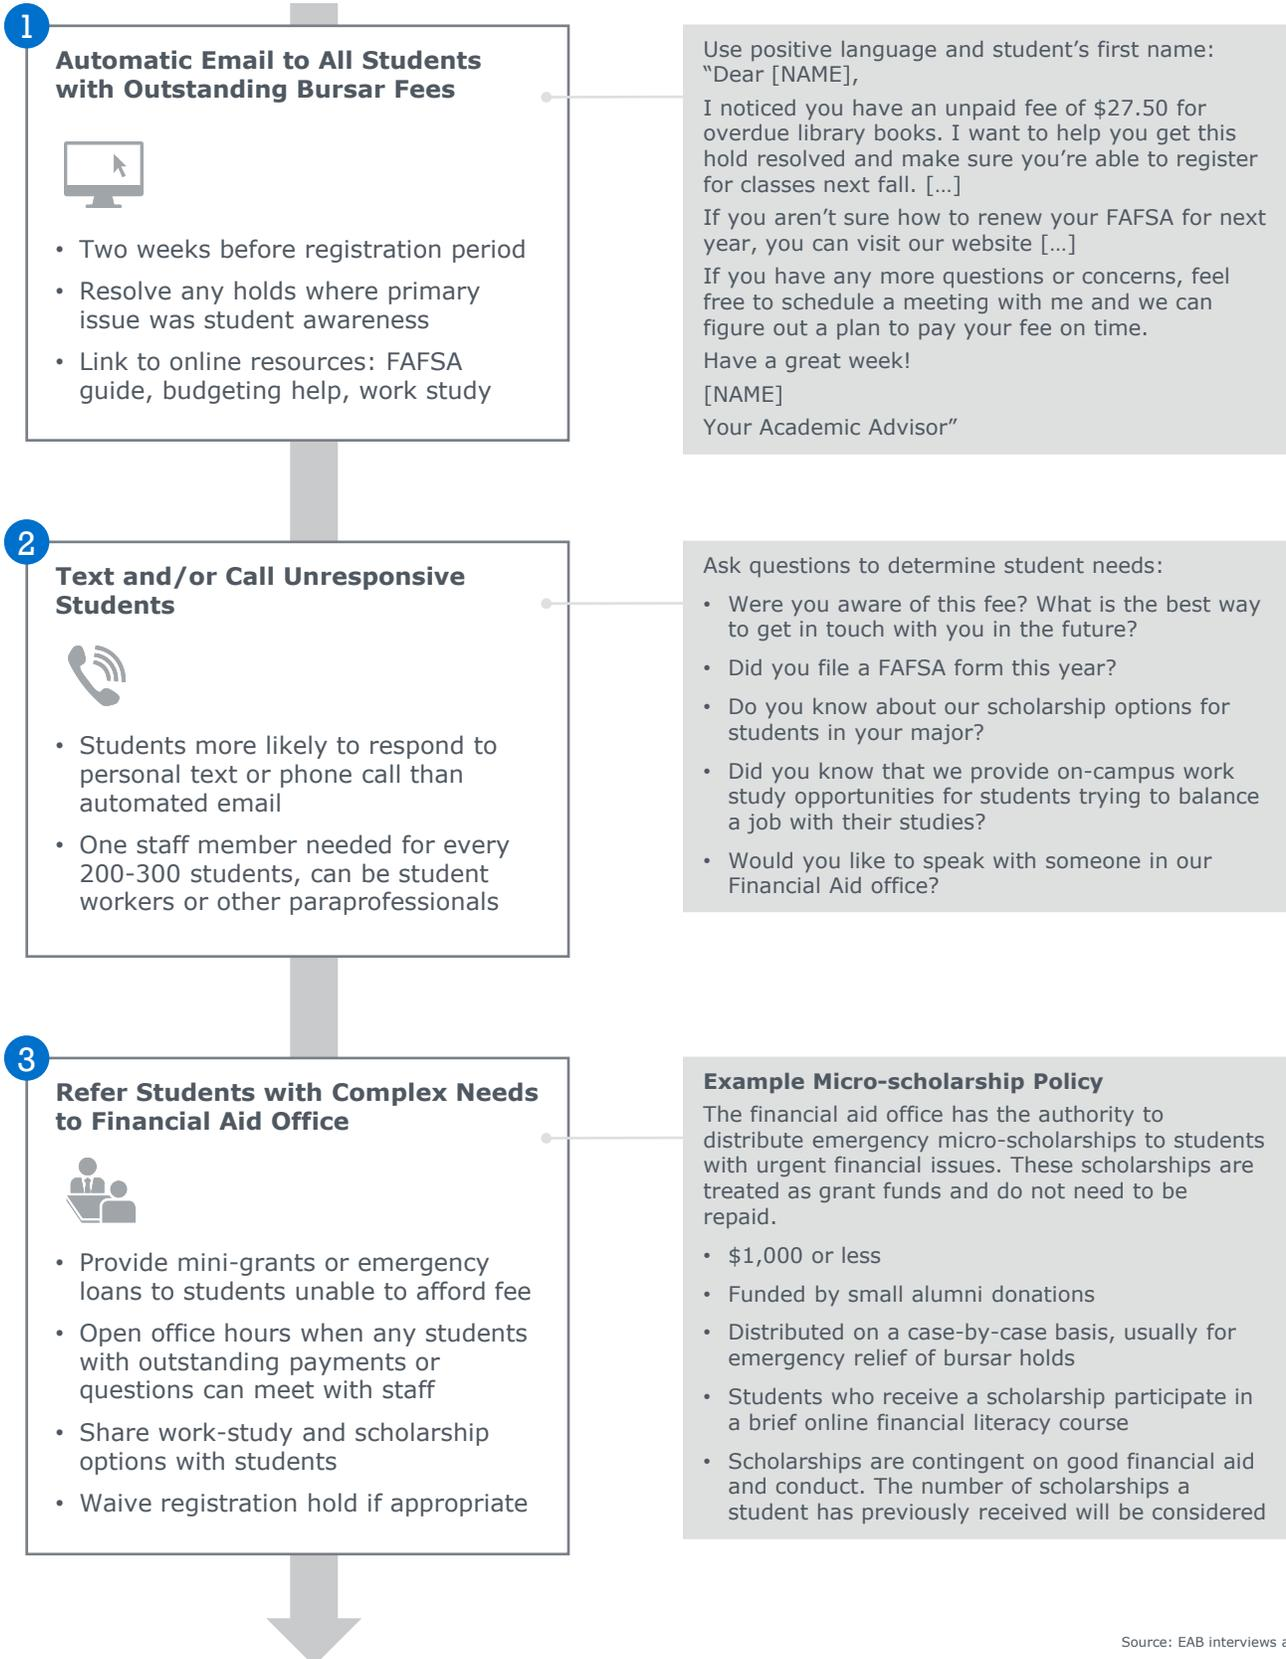 1
Automatic Email to All Students
with Outstanding Bursar Fees
• Two weeks before registration period
• Resolve any holds where primary
issue was student awareness
• Link to online resources: FAFSA
guide, budgeting help, work study
Use positive language and student’s first name:
“Dear [NAME],
I noticed you have an unpaid fee of $27.50 for
overdue library books. I want to help you get this
hold resolved and make sure you’re able to register
for classes next fall. […]
If you aren’t sure how to renew your FAFSA for next
year, you can visit our website […]
If you have any more questions or concerns, feel
free to schedule a meeting with me and we can
figure out a plan to pay your fee on time.
Have a great week!
[NAME]
Your Academic Advisor”
2
Text and/or Call Unresponsive
Students
• Students more likely to respond to
personal text or phone call than
automated email
• One staff member needed for every
200-300 students, can be student
workers or other paraprofessionals
Ask questions to determine student needs:
• Were you aware of this fee? What is the best way
to get in touch with you in the future?
• Did you file a FAFSA form this year?
• Do you know about our scholarship options for
students in your major?
• Did you know that we provide on-campus work
study opportunities for students trying to balance
a job with their studies?
• Would you like to speak with someone in our
Financial Aid office?
3
Refer Students with Complex Needs
to Financial Aid Office
• Provide mini-grants or emergency
loans to students unable to afford fee
• Open office hours when any students
with outstanding payments or
questions can meet with staff
• Share work-study and scholarship
options with students
• Waive registration hold if appropriate
Example Micro-scholarship Policy
The financial aid office has the authority to
distribute emergency micro-scholarships to students
with urgent financial issues. These scholarships are
treated as grant funds and do not need to be
repaid.
• $1,000 or less
• Funded by small alumni donations
• Distributed on a case-by-case basis, usually for
emergency relief of bursar holds
• Students who receive a scholarship participate in
a brief online financial literacy course
• Scholarships are contingent on good financial aid
and conduct. The number of scholarships a
student has previously received will be considered
Source: EAB interviews